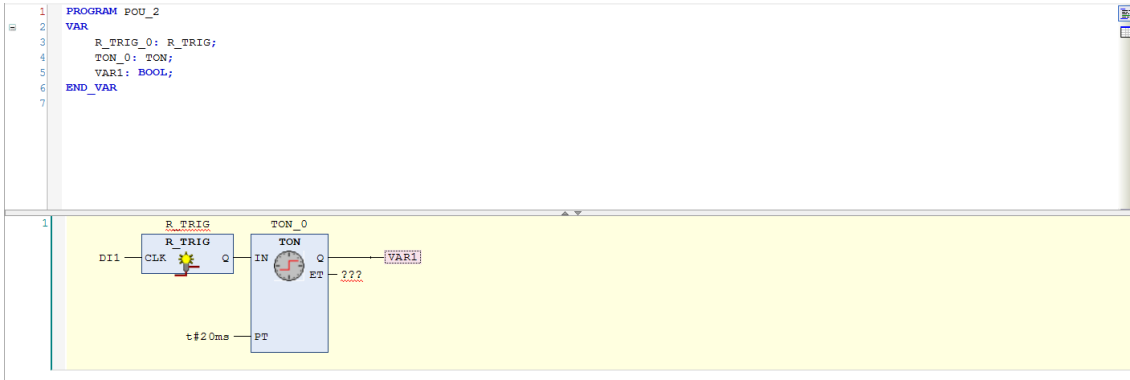 1 PROGRAM POU_2
2 VAR
3 R_TRIG_0: R_TRIG;
4 TON_0: TON;
5 VAR1: BOOL;
6 END_VAR
7
1
R_TRIG TON_0
R_TRIG TON
DI1 CLK Q IN Q VAR1
ET ???
t#20ms PT